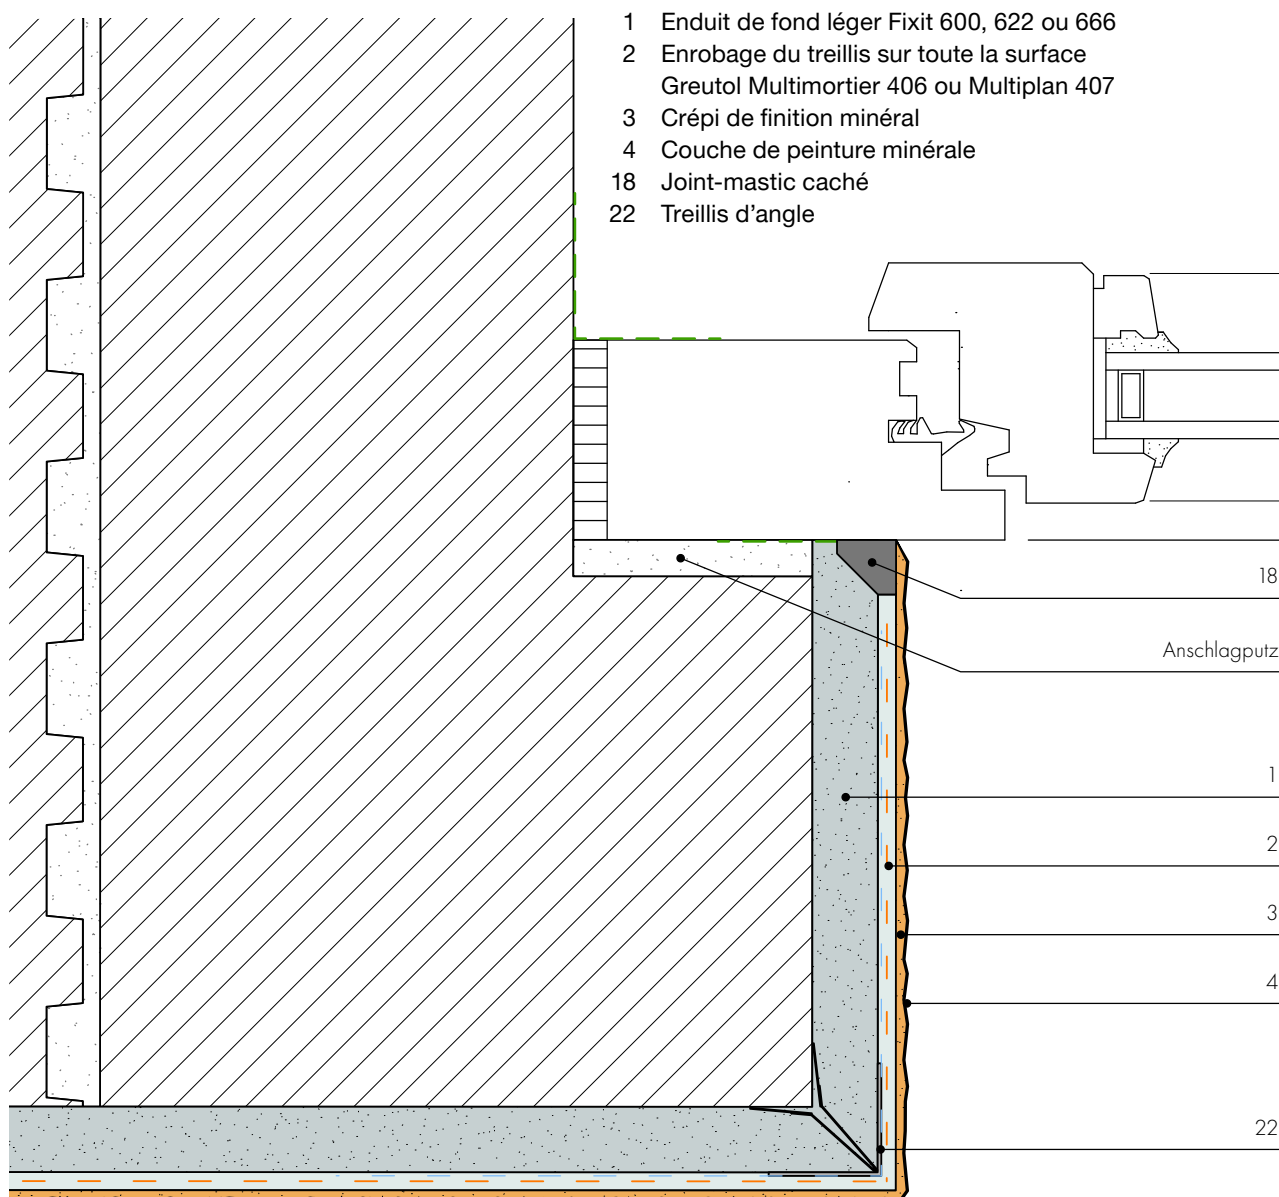 1 Enduit de fond léger Fixit 600, 622 ou 666
2 Enrobage du treillis sur toute la surface
Greutol Multimortier 406 ou Multiplan 407
3 Crépi de finition minéral
4 Couche de peinture minérale
18 Joint-mastic caché
22 Treillis d’angle
18
Anschlagputz
1
2
3
4
22